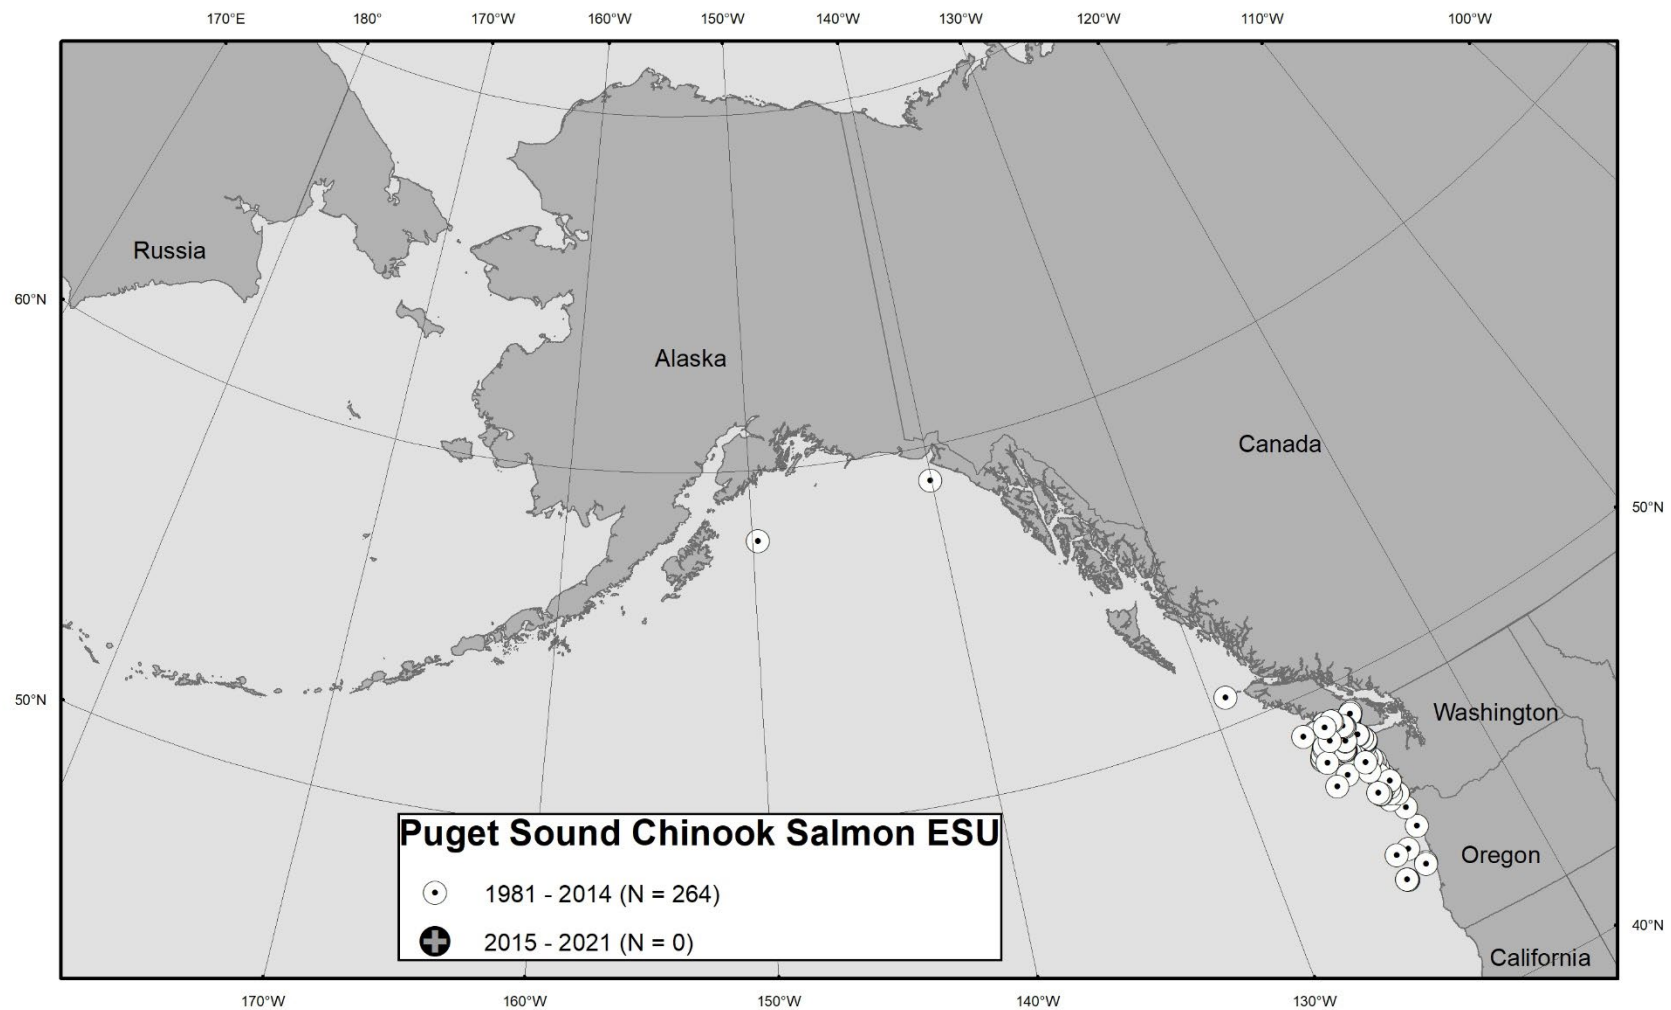 170°E 180° 170°W 160°W 150°W 140°W 130°W 120°W 110°W 100°W
Russia
60°N
Alaska
Canada
50°N
50°N
Washington
Puget Sound Chinook Salmon ESU
1981 - 2014 (N = 264)
2015 - 2021 (N = 0)
Oregon
40°N
California
170°W 160°W 150°W 140°W 130°W